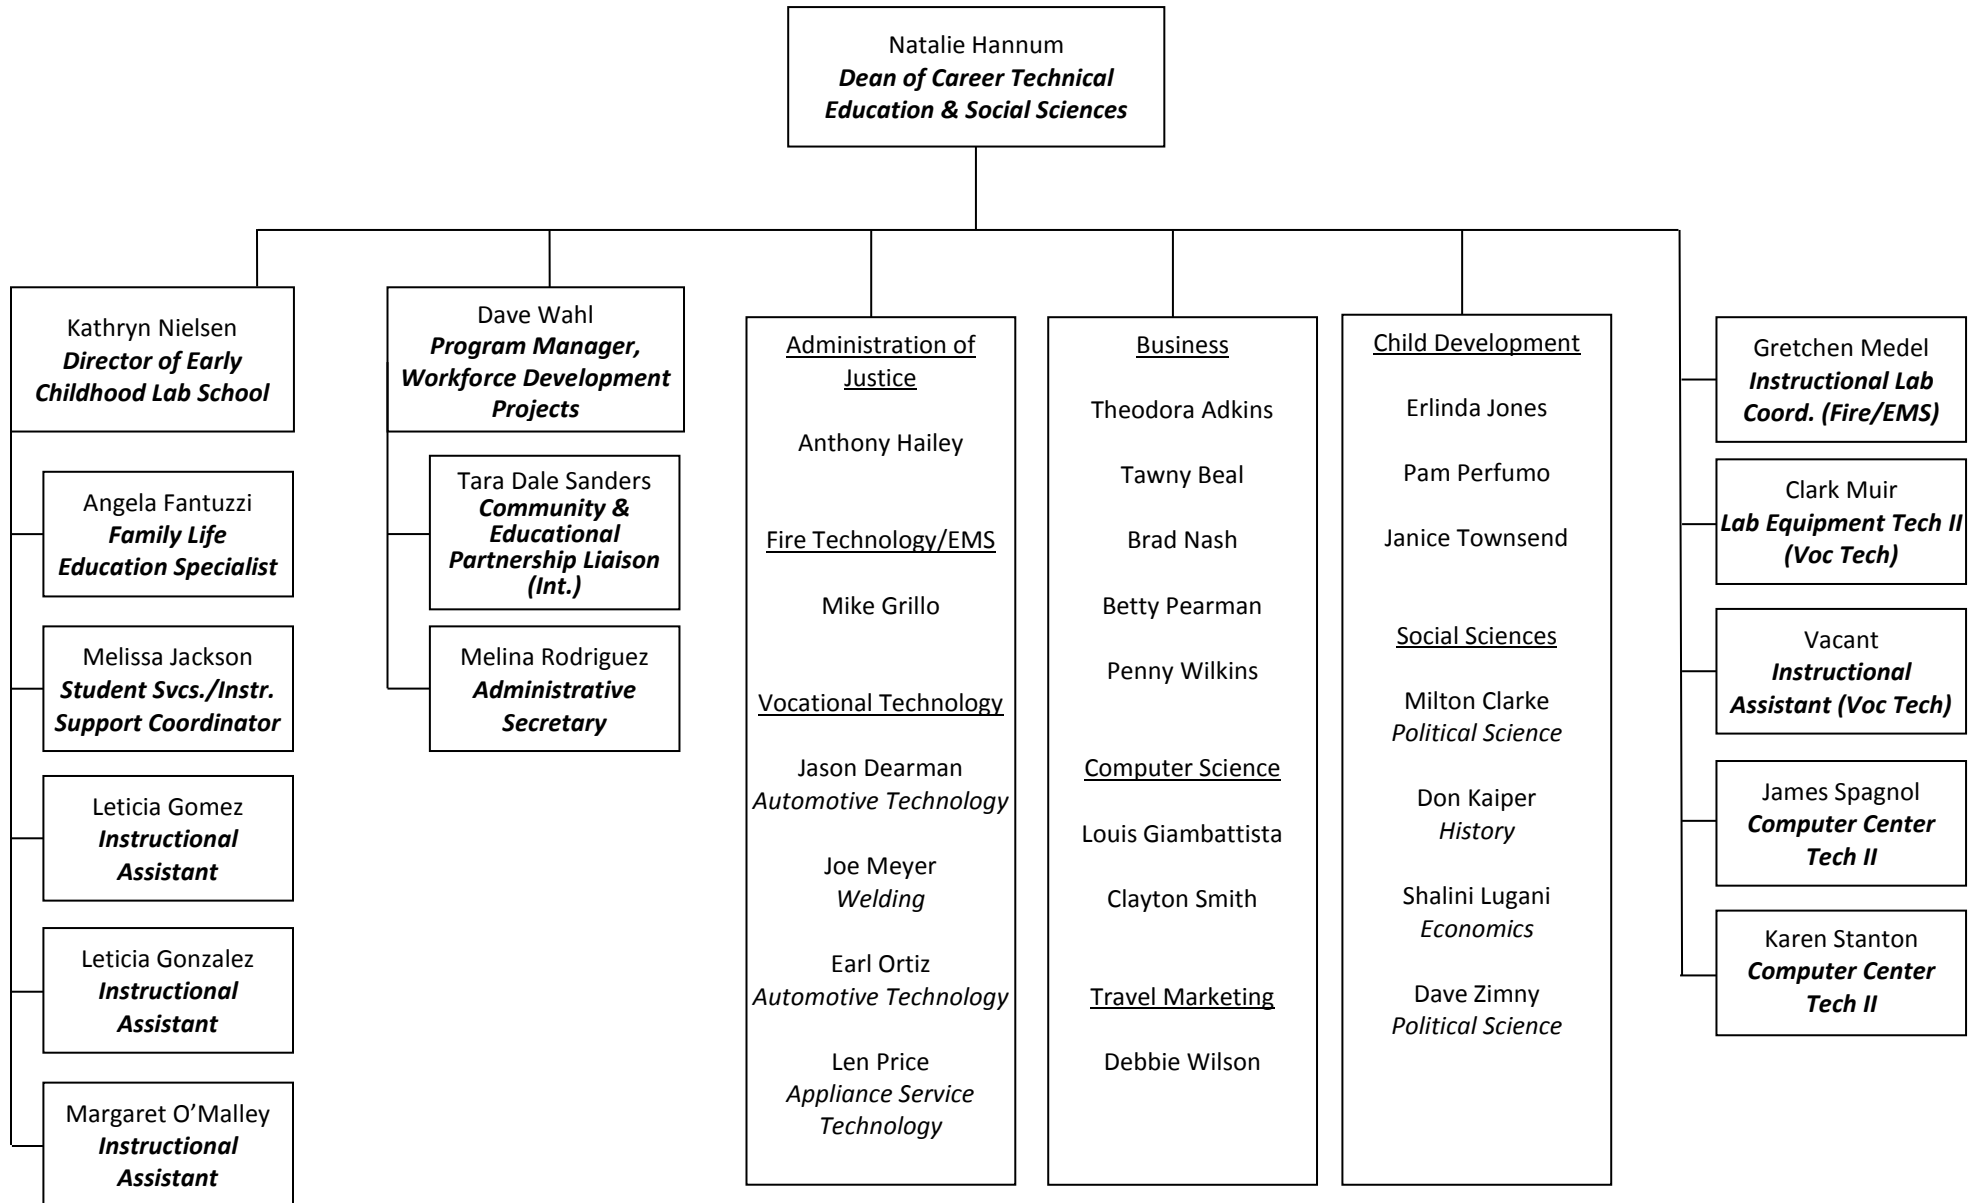 Natalie Hannum
Dean of Career Technical
Education & Social Sciences
Kathryn Nielsen
Director of Early
Childhood Lab School
Angela Fantuzzi
Family Life
Education Specialist
Melissa Jackson
Student Svcs./Instr.
Support Coordinator
Leticia Gomez
Instructional
Assistant
Leticia Gonzalez
Instructional
Assistant
Margaret O’Malley
Instructional
Assistant
Dave Wahl
Program Manager,
Workforce Development
Projects
Tara Dale Sanders
Community &
Educational
Partnership Liaison
(Int.)
Melina Rodriguez
Administrative
Secretary
Administration of
Justice
Anthony Hailey
Fire Technology/EMS
Mike Grillo
Vocational Technology
Jason Dearman
Automotive Technology
Joe Meyer
Welding
Earl Ortiz
Automotive Technology
Len Price
Appliance Service
Technology
Business
Theodora Adkins
Tawny Beal
Brad Nash
Betty Pearman
Penny Wilkins
Computer Science
Louis Giambattista
Clayton Smith
Travel Marketing
Debbie Wilson
Child Development
Erlinda Jones
Pam Perfumo
Janice Townsend
Social Sciences
Milton Clarke
Political Science
Don Kaiper
History
Shalini Lugani
Economics
Dave Zimny
Political Science
Gretchen Medel
Instructional Lab
Coord. (Fire/EMS)
Clark Muir
Lab Equipment Tech II
(Voc Tech)
Vacant
Instructional
Assistant (Voc Tech)
James Spagnol
Computer Center
Tech II
Karen Stanton
Computer Center
Tech II